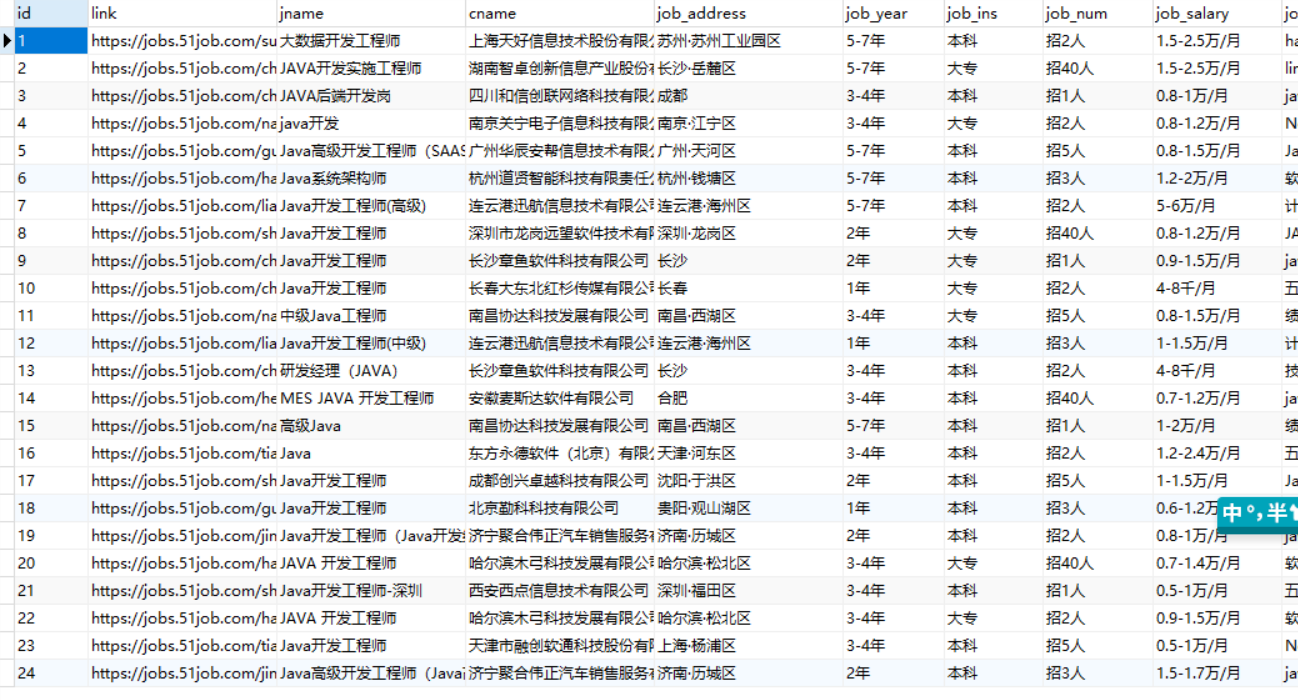 id link jname cname job_address job_year job_ins job_num job_salary jo
1 https://jobs.51job.com/su 大数据开发工程师 上海天好信息技术股份有限 苏州·苏州工业园区 5-7年 本科 招2人 1.5-2.5万/月 ha
2 https://jobs.51job.com/ch JAVA开发实施工程师 湖南智卓创新信息产业股份 长沙·岳麓区 5-7年 大专 招40人 1.5-2.5万/月 lin
3 https://jobs.51job.com/ch JAVA后端开发岗 四川和信创联网络科技有限 成都 3-4年 本科 招1人 0.8-1万/月 ja
4 https://jobs.51job.com/na java开发 南京关宁电子信息科技有限 南京·江宁区 3-4年 大专 招2人 0.8-1.2万/月 N
5 https://jobs.51job.com/gu Java高级开发工程师（SAAS 广州华辰安帮信息技术有限 广州·天河区 5-7年 本科 招5人 0.8-1.5万/月 Ja
6 https://jobs.51job.com/ha Java系统架构师 杭州道贤智能科技有限责任 杭州·钱塘区 5-7年 本科 招3人 1.2-2万/月 软
7 https://jobs.51job.com/lia Java开发工程师(高级) 连云港迅航信息技术有限公司 连云港·海州区 5-7年 本科 招2人 5-6万/月 计
8 https://jobs.51job.com/sh Java开发工程师 深圳市龙岗远望软件技术有 深圳·龙岗区 2年 大专 招40人 0.8-1.2万/月 JA
9 https://jobs.51job.com/ch Java开发工程师 长沙章鱼软件科技有限公司 长沙 2年 大专 招1人 0.9-1.5万/月 ja
10 https://jobs.51job.com/ch Java开发工程师 长春大东北红杉传媒有限公司 长春 1年 大专 招2人 4-8千/月 五
11 https://jobs.51job.com/na 中级Java工程师 南昌协达科技发展有限公司 南昌·西湖区 3-4年 大专 招5人 0.8-1.5万/月 绩
12 https://jobs.51job.com/lia Java开发工程师(中级) 连云港迅航信息技术有限公司 连云港·海州区 1年 本科 招3人 1-1.5万/月 计
13 https://jobs.51job.com/ch 研发经理（JAVA） 长沙章鱼软件科技有限公司 长沙 3-4年 本科 招2人 4-8千/月 技
14 https://jobs.51job.com/he MES JAVA 开发工程师 安徽麦斯达软件有限公司 合肥 3-4年 本科 招40人 0.7-1.2万/月 ja
15 https://jobs.51job.com/na 高级Java 南昌协达科技发展有限公司 南昌·西湖区 5-7年 本科 招1人 1-2万/月 绩
16 https://jobs.51job.com/tia Java 东方永德软件（北京）有限 天津·河东区 3-4年 本科 招2人 1.2-2.4万/月 五
17 https://jobs.51job.com/sh Java开发工程师 成都创兴卓越科技有限公司 沈阳·于洪区 2年 本科 招5人 1-1.5万/月 Ja
18 https://jobs.51job.com/gu Java开发工程师 北京勤科科技有限公司 贵阳·观山湖区 1年 本科 招3人 0.6-1.2万 中 °, 半
19 https://jobs.51job.com/jin Java开发工程师（Java开发 济宁聚合伟正汽车销售服务 济南·历城区 2年 本科 招2人 0.8-1万/月 ja
20 https://jobs.51job.com/ha JAVA 开发工程师 哈尔滨木弓科技发展有限公司 哈尔滨·松北区 3-4年 大专 招40人 0.7-1.4万/月 软
21 https://jobs.51job.com/sh Java开发工程师-深圳 西安西点信息技术有限公司 深圳·福田区 3-4年 本科 招1人 0.5-1万/月 五
22 https://jobs.51job.com/ha JAVA 开发工程师 哈尔滨木弓科技发展有限公司 哈尔滨·松北区 3-4年 大专 招2人 0.9-1.5万/月 软
23 https://jobs.51job.com/tia Java开发工程师 天津市融创软通科技股份有 上海·杨浦区 3-4年 本科 招5人 0.5-1万/月 N
24 https://jobs.51job.com/jin Java高级开发工程师（Java 济宁聚合伟正汽车销售服务 济南·历城区 2年 本科 招3人 1.5-1.7万/月 ja